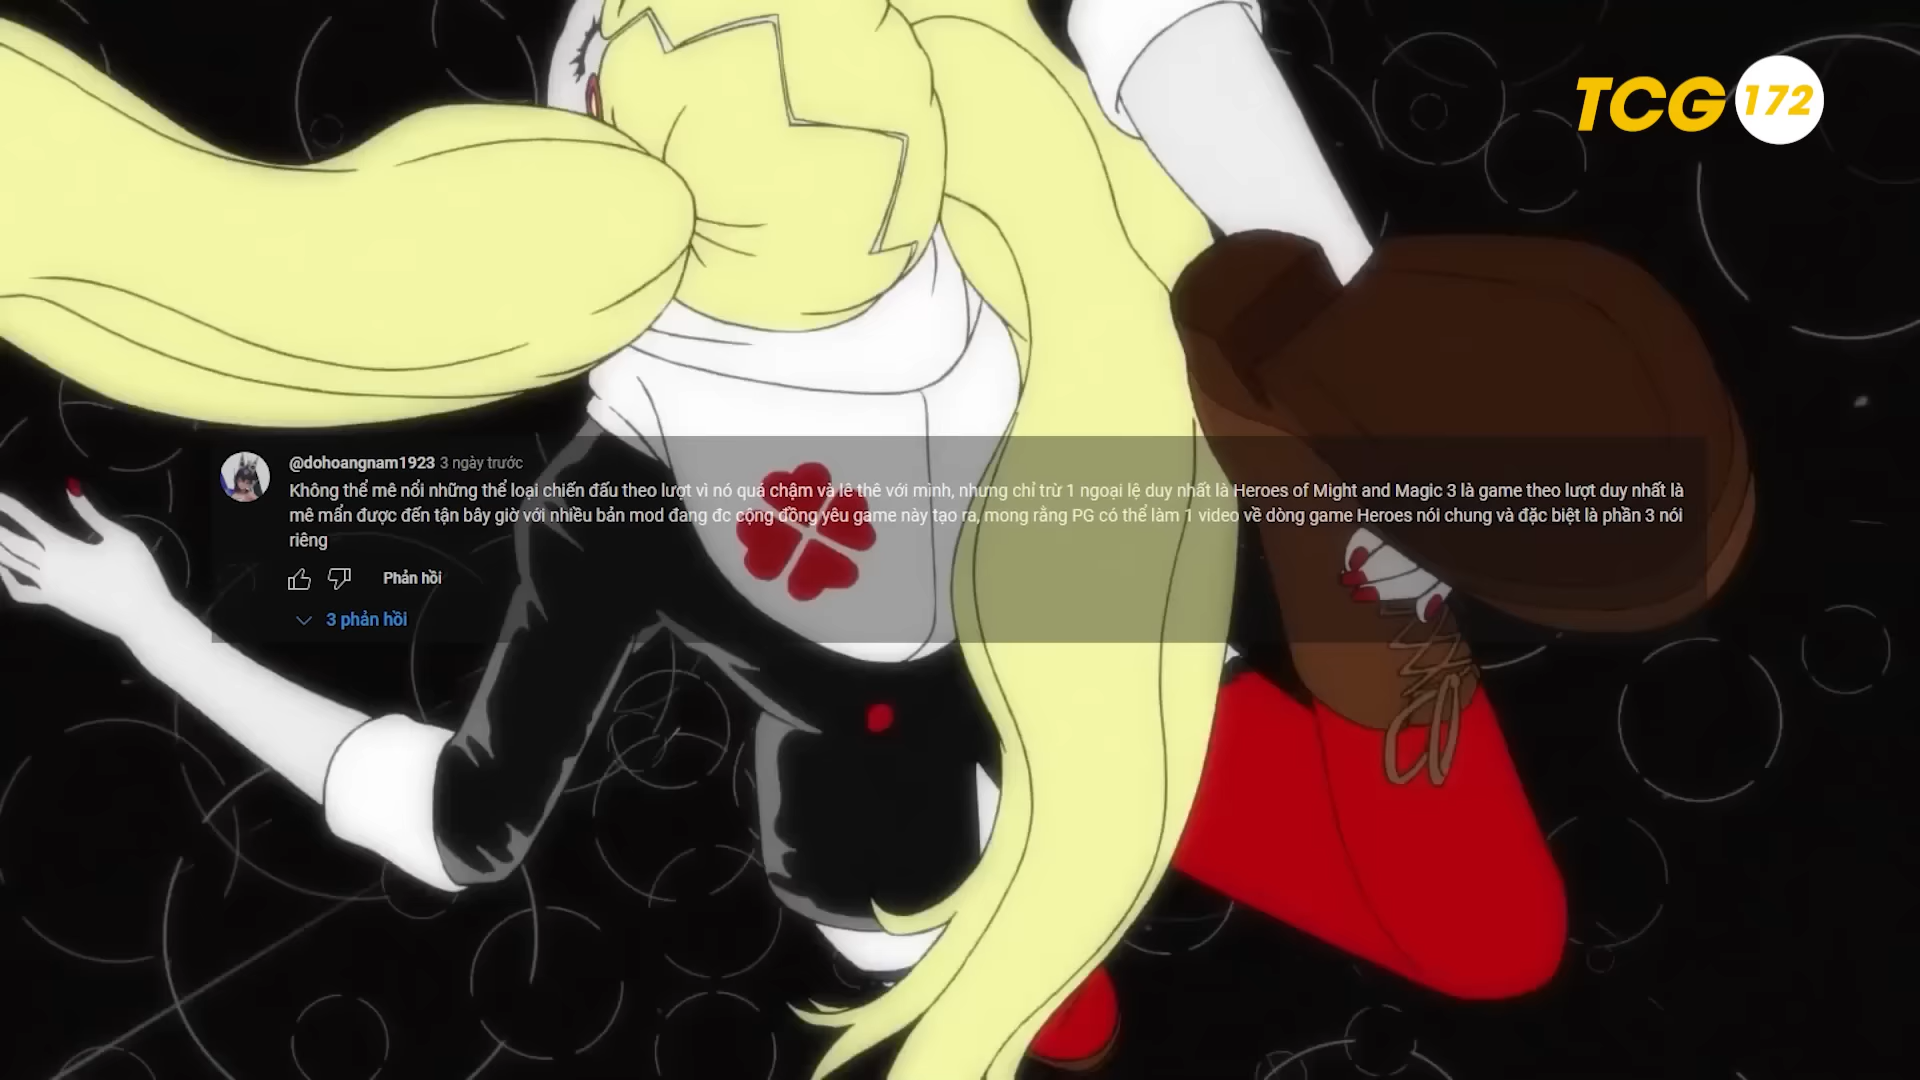 TCG 172
@dohoangnam1923 3 ngày trước
Không thể mê nổi những thể loại chiến đấu theo lượt vì nó quá chậm và lê thê với mình, nhưng chỉ trừ 1 ngoại lệ duy nhất là Heroes of Might and Magic 3 là game theo lượt duy nhất là
mê mẩn được đến tận bây giờ với nhiều bản mod đang đc cộng đồng yêu game này tạo ra, mong rằng PG có thể làm 1 video về dòng game Heroes nói chung và đặc biệt là phần 3 nói
riêng
Phản hồi
3 phản hồi